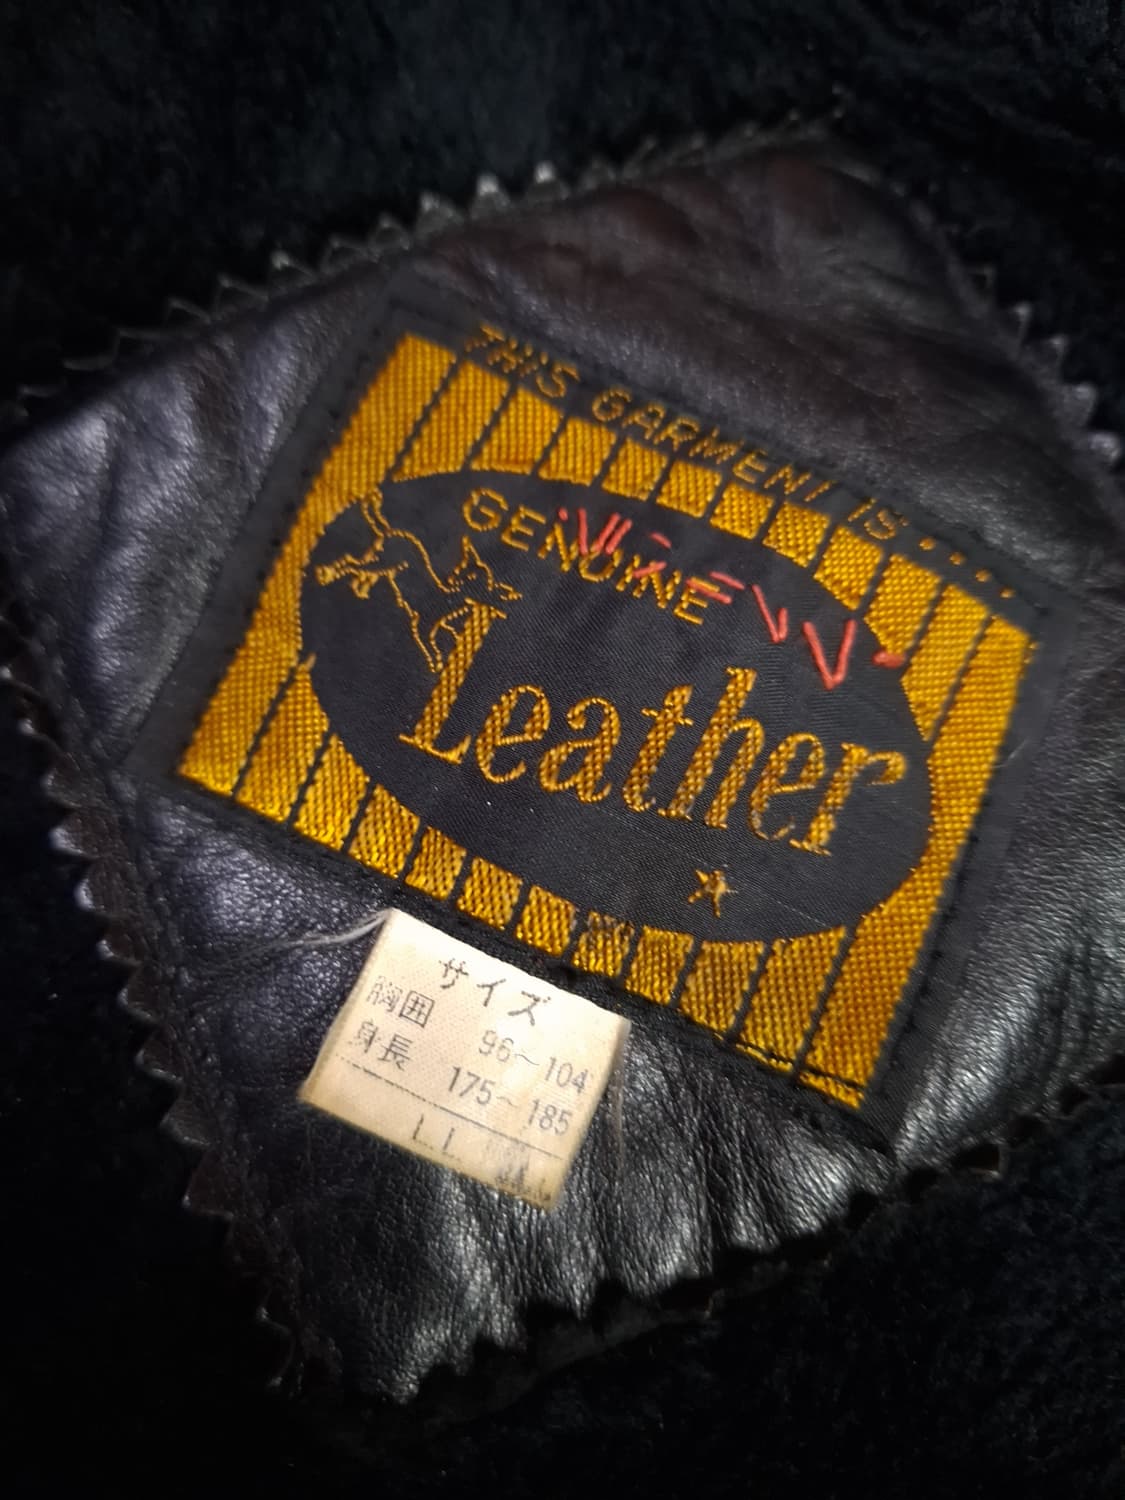 THIS GARMENT IS . . . .
GENUINE
Leather
サイズ
胸囲 96～104
身長 175～185
LL